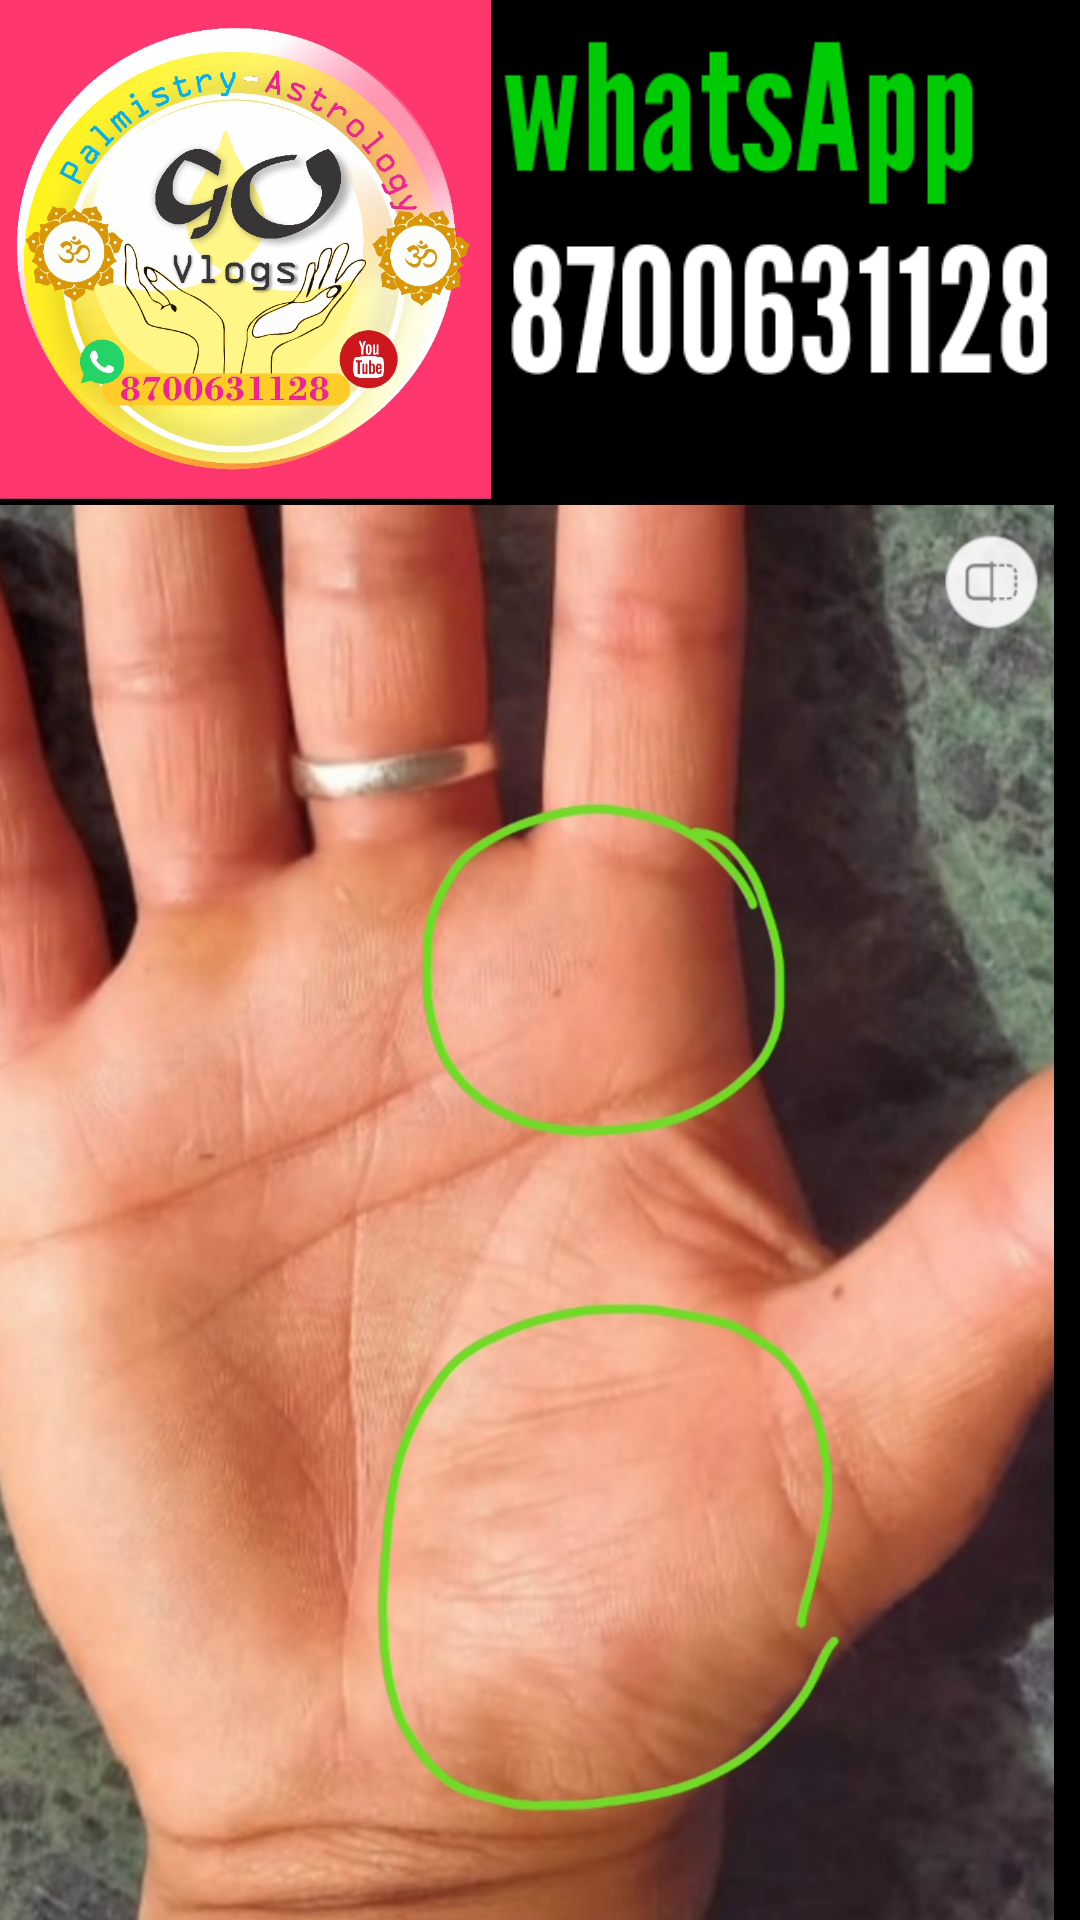 Palmistry-Astrology
GO
Vlogs
ॐ
ॐ
You
Tube
8700631128
whatsApp
8700631128